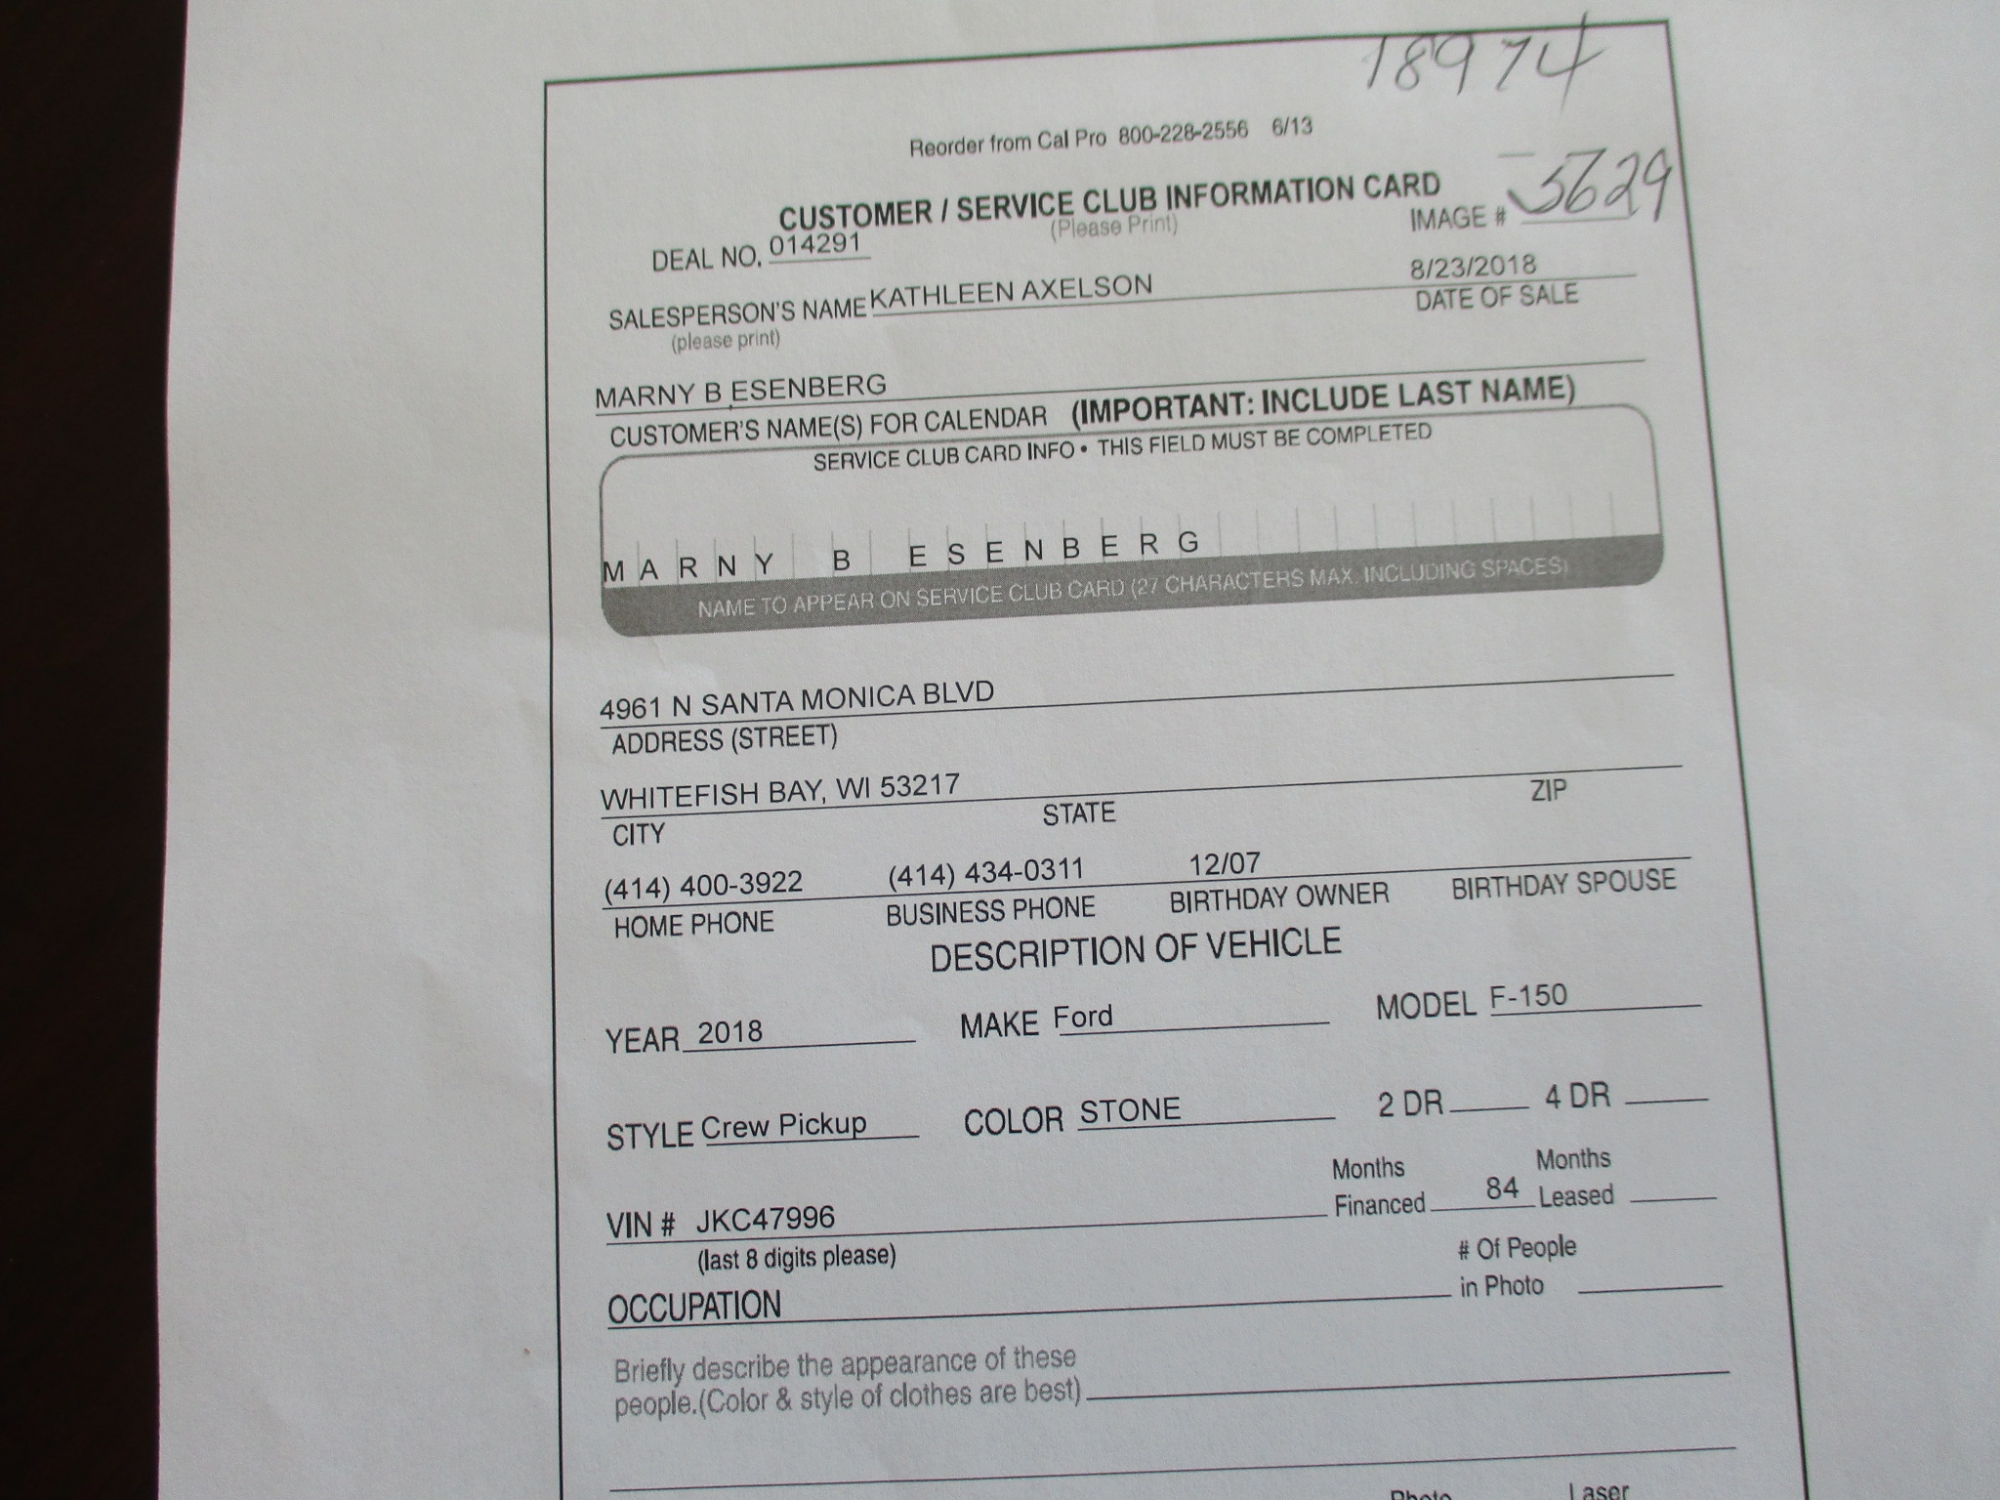 18974
Reorder from Cal Pro 800-228-2556 6/13
CUSTOMER / SERVICE CLUB INFORMATION CARD
(Please Print)
IMAGE # 3629
DEAL NO. 014291
SALESPERSON'S NAME KATHLEEN AXELSON
(please print)
8/23/2018
DATE OF SALE
MARNY B ESENBERG
CUSTOMER'S NAME(S) FOR CALENDAR (IMPORTANT: INCLUDE LAST NAME)
SERVICE CLUB CARD INFO • THIS FIELD MUST BE COMPLETED
MARNY B ESENBERG
NAME TO APPEAR ON SERVICE CLUB CARD (27 CHARACTERS MAX. INCLUDING SPACES)
4961 N SANTA MONICA BLVD
ADDRESS (STREET)
WHITEFISH BAY, WI 53217
CITY STATE ZIP
(414) 400-3922 (414) 434-0311 12/07
HOME PHONE BUSINESS PHONE BIRTHDAY OWNER BIRTHDAY SPOUSE
DESCRIPTION OF VEHICLE
YEAR 2018 MAKE Ford MODEL F-150
STYLE Crew Pickup COLOR STONE 2 DR 4 DR
VIN # JKC47996
(last 8 digits please)
Months Financed 84 Months Leased
OCCUPATION
# Of People
in Photo
Briefly describe the appearance of these
people.(Color & style of clothes are best)
Photo Laser